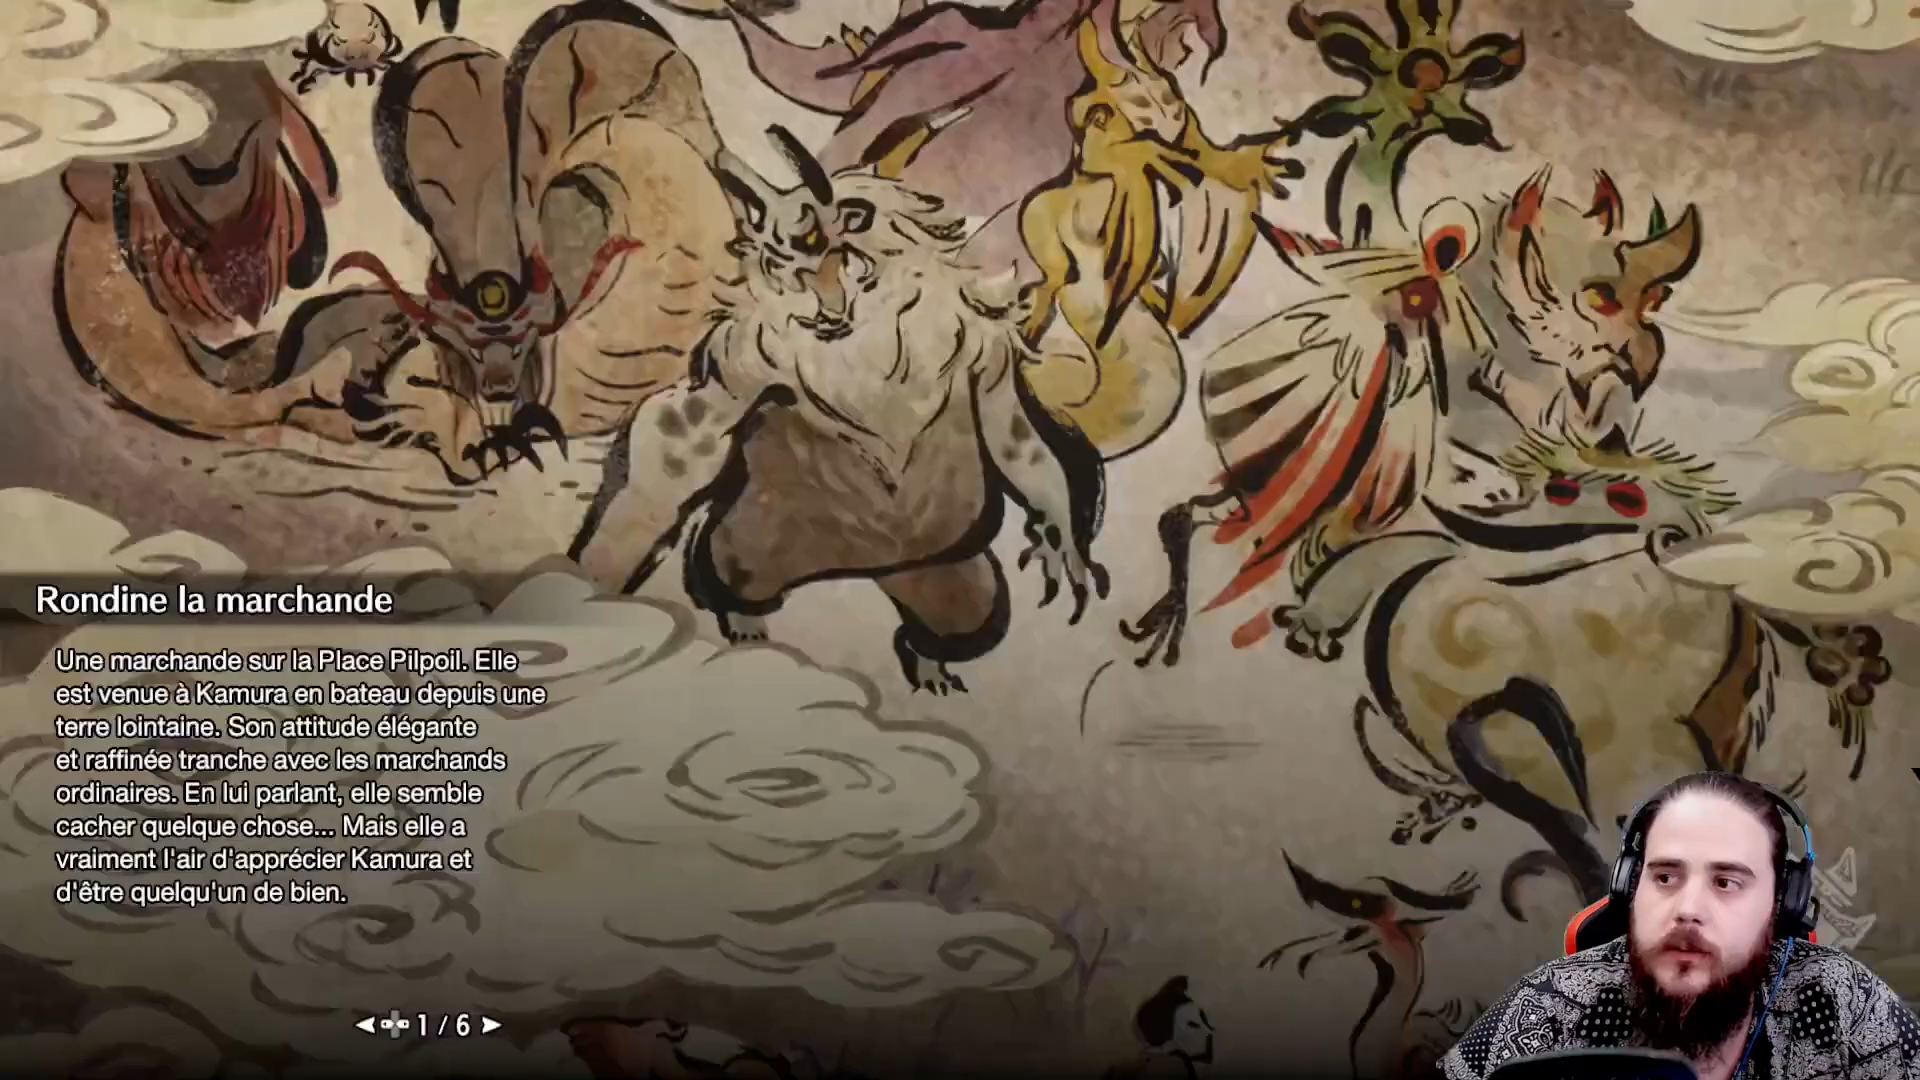 Rondine la marchande
Une marchande sur la Place Pilpoil. Elle
est venue à Kamura en bateau depuis une
terre lointaine. Son attitude élégante
et raffinée tranche avec les marchands
ordinaires. En lui parlant, elle semble
cacher quelque chose... Mais elle a
vraiment l'air d'apprécier Kamura et
d'être quelqu'un de bien.
1 / 6